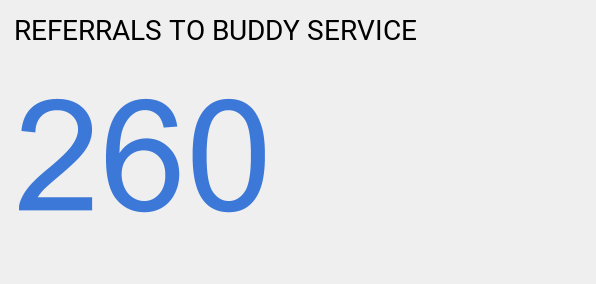 REFERRALS TO BUDDY SERVICE
260